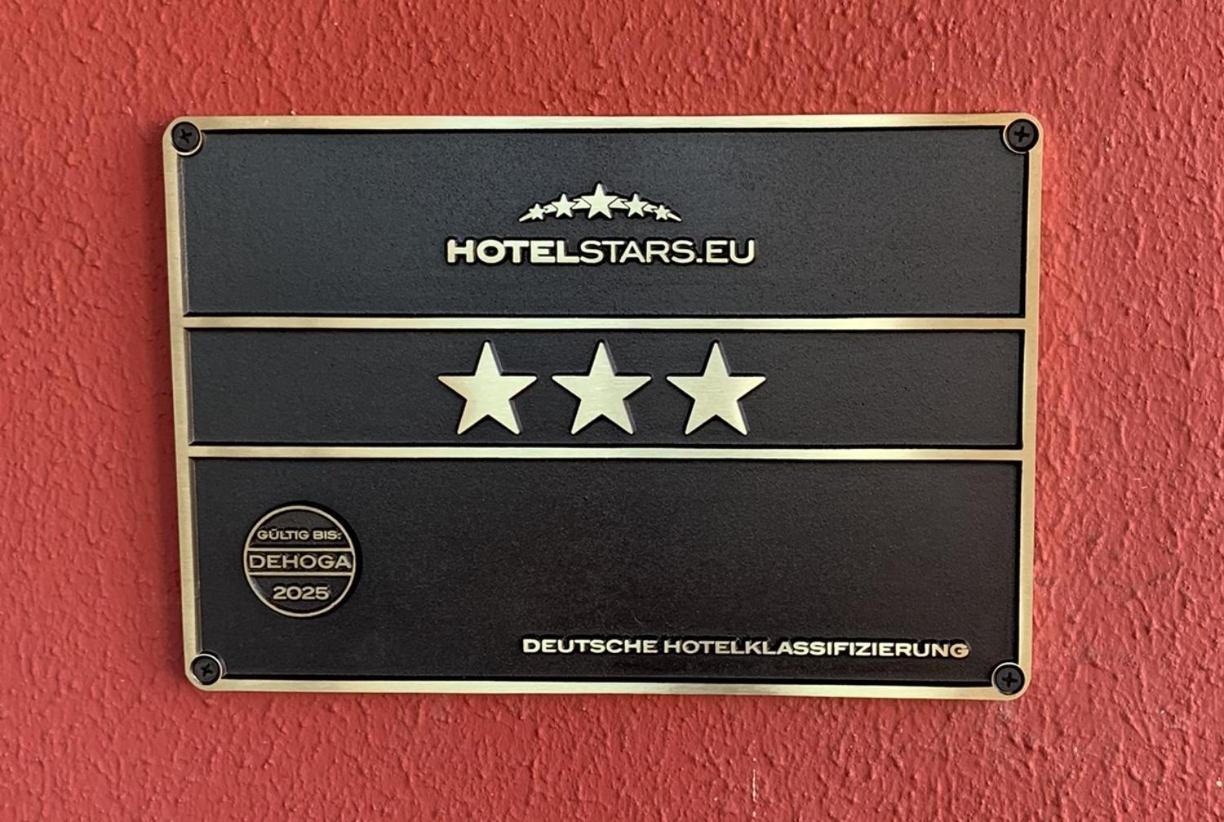 HOTELSTARS.EU
GÜLTIG BIS:
DEHOGA
2025
DEUTSCHE HOTELKLASSIFIZIERUNG